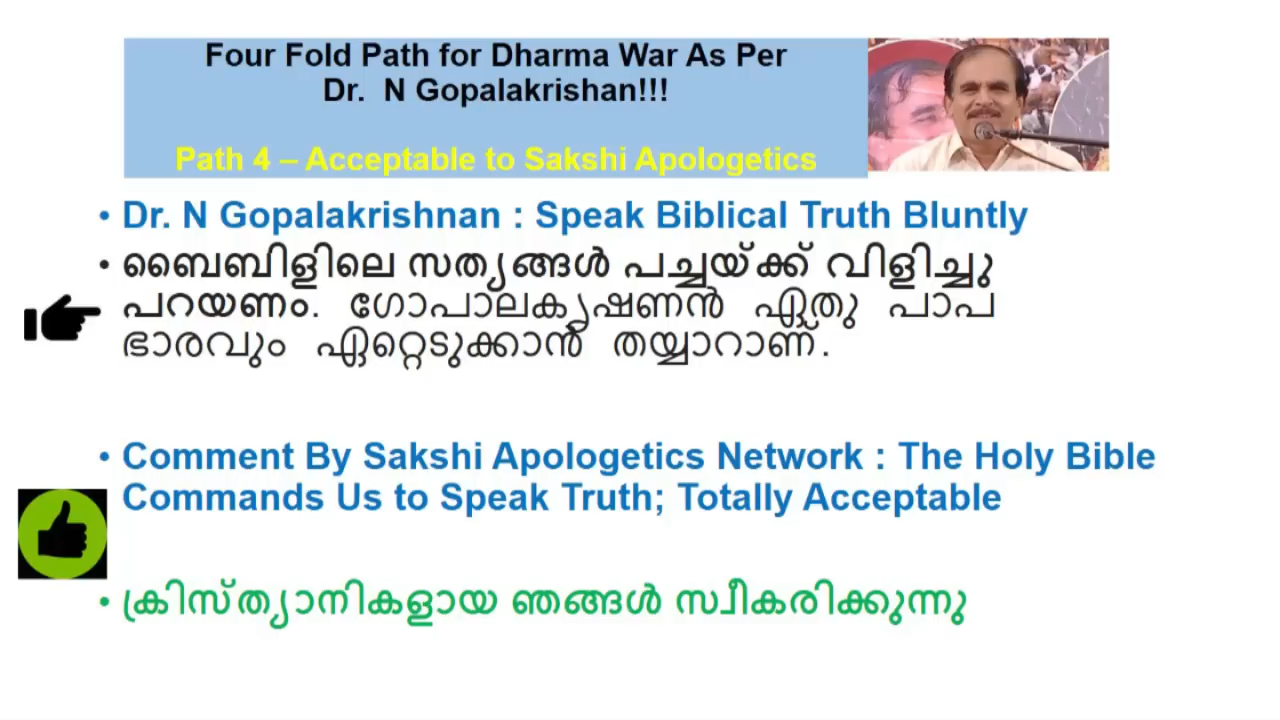 Four Fold Path for Dharma War As Per
Dr. N Gopalakrishan!!!
Path 4 – Acceptable to Sakshi Apologetics
• Dr. N Gopalakrishnan : Speak Biblical Truth Bluntly
• ബൈബിളിലെ സത്യങ്ങൾ പച്ചയ്ക്ക് വിളിച്ചു
പറയണം. ഗോപാലകൃഷണൻ ഏതു പാപ
ഭാരവും ഏറ്റെടുക്കാൻ തയ്യാറാണ്.
• Comment By Sakshi Apologetics Network : The Holy Bible
Commands Us to Speak Truth; Totally Acceptable
• ക്രിസ്ത്യാനികളായ ഞങ്ങൾ സ്വീകരിക്കുന്നു